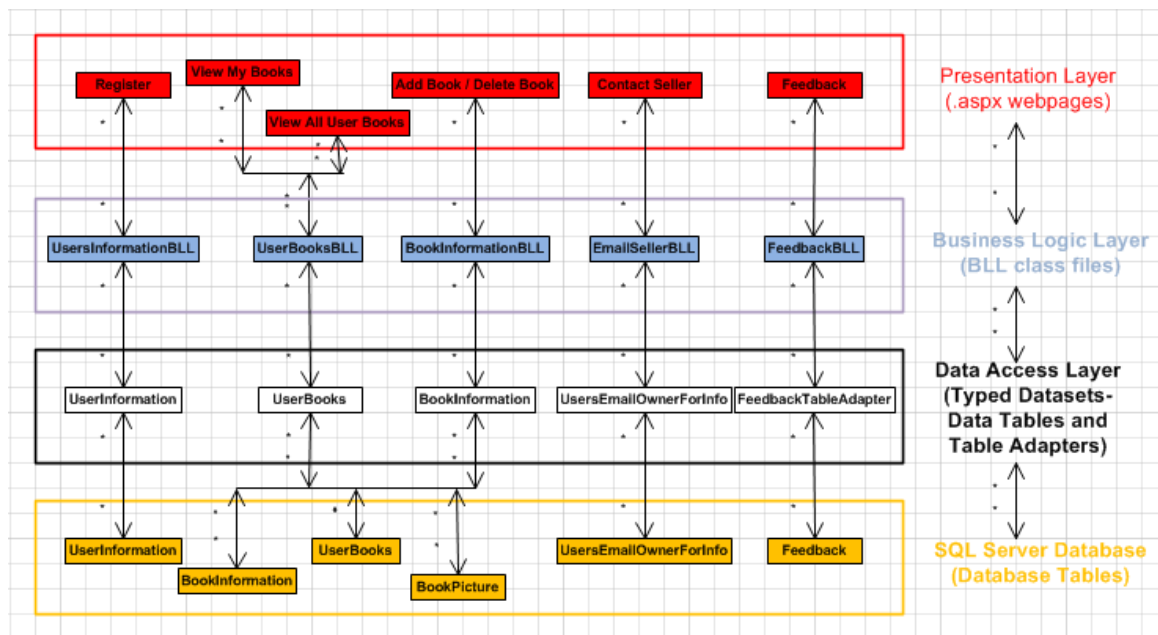 View My Books
Register
Add Book / Delete Book
Contact Seller
Feedback
View All User Books
Presentation Layer
(.aspx webpages)
UsersInformationBLL
UserBooksBLL
BookInformationBLL
EmailSellerBLL
FeedbackBLL
Business Logic Layer
(BLL class files)
UserInformation
UserBooks
BookInformation
UsersEmailOwnerForInfo
FeedbackTableAdapter
Data Access Layer
(Typed Datasets-
Data Tables and
Table Adapters)
UserInformation
BookInformation
UserBooks
BookPicture
UsersEmailOwnerForInfo
Feedback
SQL Server Database
(Database Tables)